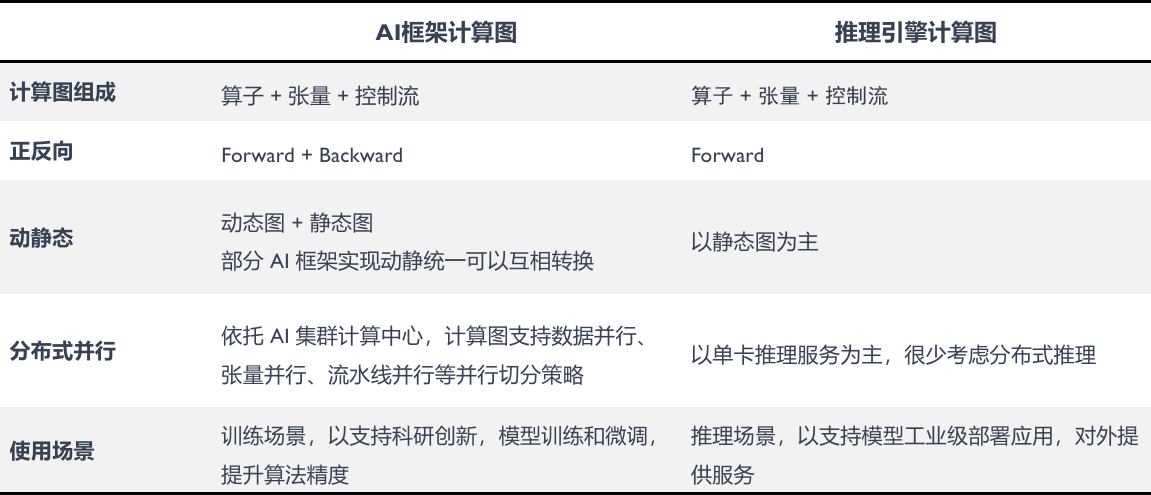 AI框架计算图 推理引擎计算图
计算图组成 算子 + 张量 + 控制流 算子 + 张量 + 控制流
正反向 Forward + Backward Forward
动静态 动态图 + 静态图
部分 AI 框架实现动静统一可以互相转换 以静态图为主
分布式并行 依托 AI 集群计算中心，计算图支持数据并行、
张量并行、流水线并行等并行切分策略 以单卡推理服务为主，很少考虑分布式推理
使用场景 训练场景，以支持科研创新，模型训练和微调，
提升算法精度 推理场景，以支持模型工业级部署应用，对外提
供服务